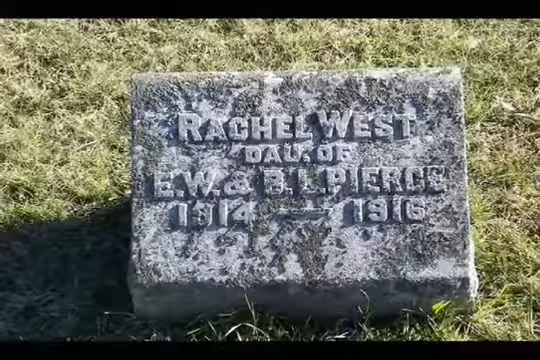 RACHEL WEST
DAU. OF
E.W. & B.L. PIERCE
1914 — 1916